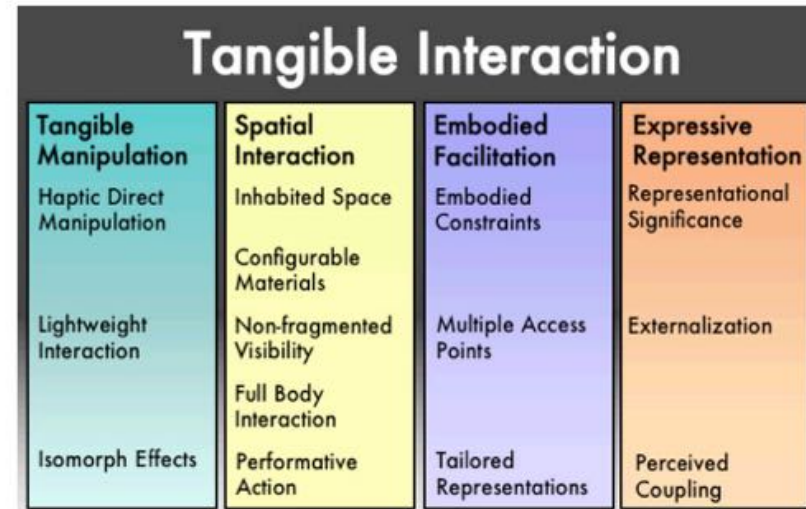 Tangible Interaction
Tangible
Manipulation
Haptic Direct
Manipulation
Lightweight
Interaction
Isomorph Effects
Spatial
Interaction
Inhabited Space
Configurable
Materials
Non-fragmented
Visibility
Full Body
Interaction
Performative
Action
Embodied
Facilitation
Embodied
Constraints
Multiple Access
Points
Tailored
Representations
Expressive
Representation
Representational
Significance
Externalization
Perceived
Coupling